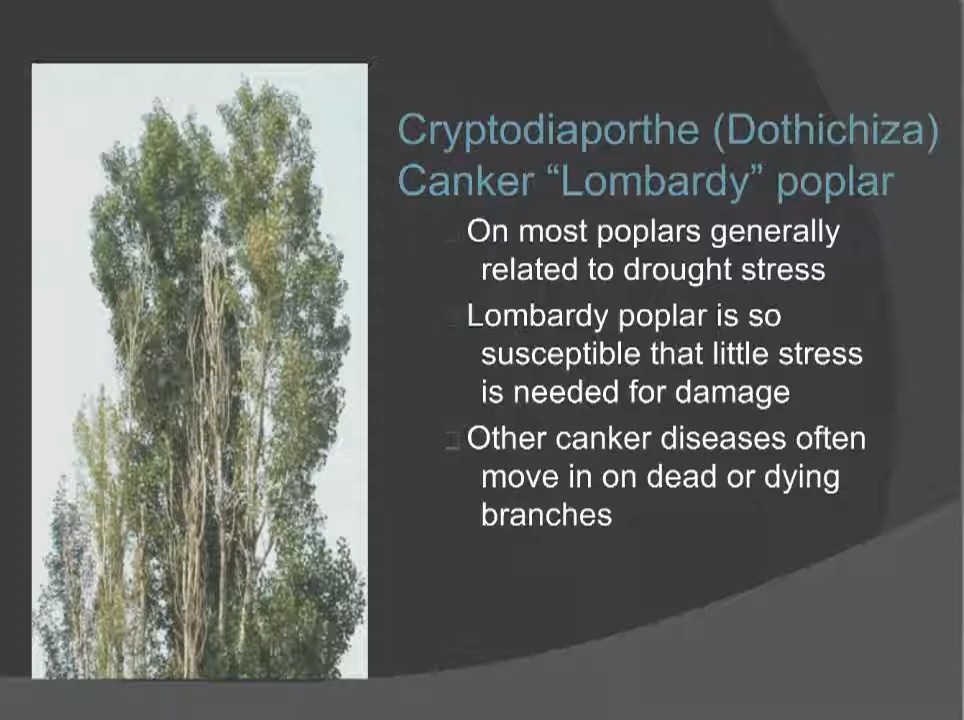 Cryptodiaporthe (Dothichiza)
Canker “Lombardy” poplar
On most poplars generally
related to drought stress
Lombardy poplar is so
susceptible that little stress
is needed for damage
Other canker diseases often
move in on dead or dying
branches